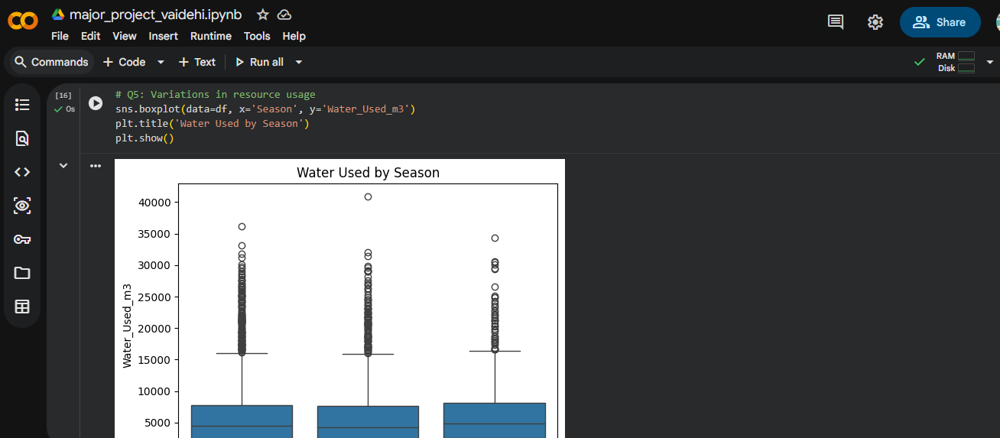 major_project_vaidehi.ipynb
File Edit View Insert Runtime Tools Help
Share
Commands + Code + Text Run all
RAM
Disk
[16]
0s
# Q5: Variations in resource usage
sns.boxplot(data=df, x='Season', y='Water_Used_m3')
plt.title('Water Used by Season')
plt.show()
Water Used by Season
40000
35000
30000
25000
20000
15000
10000
5000
Water_Used_m3